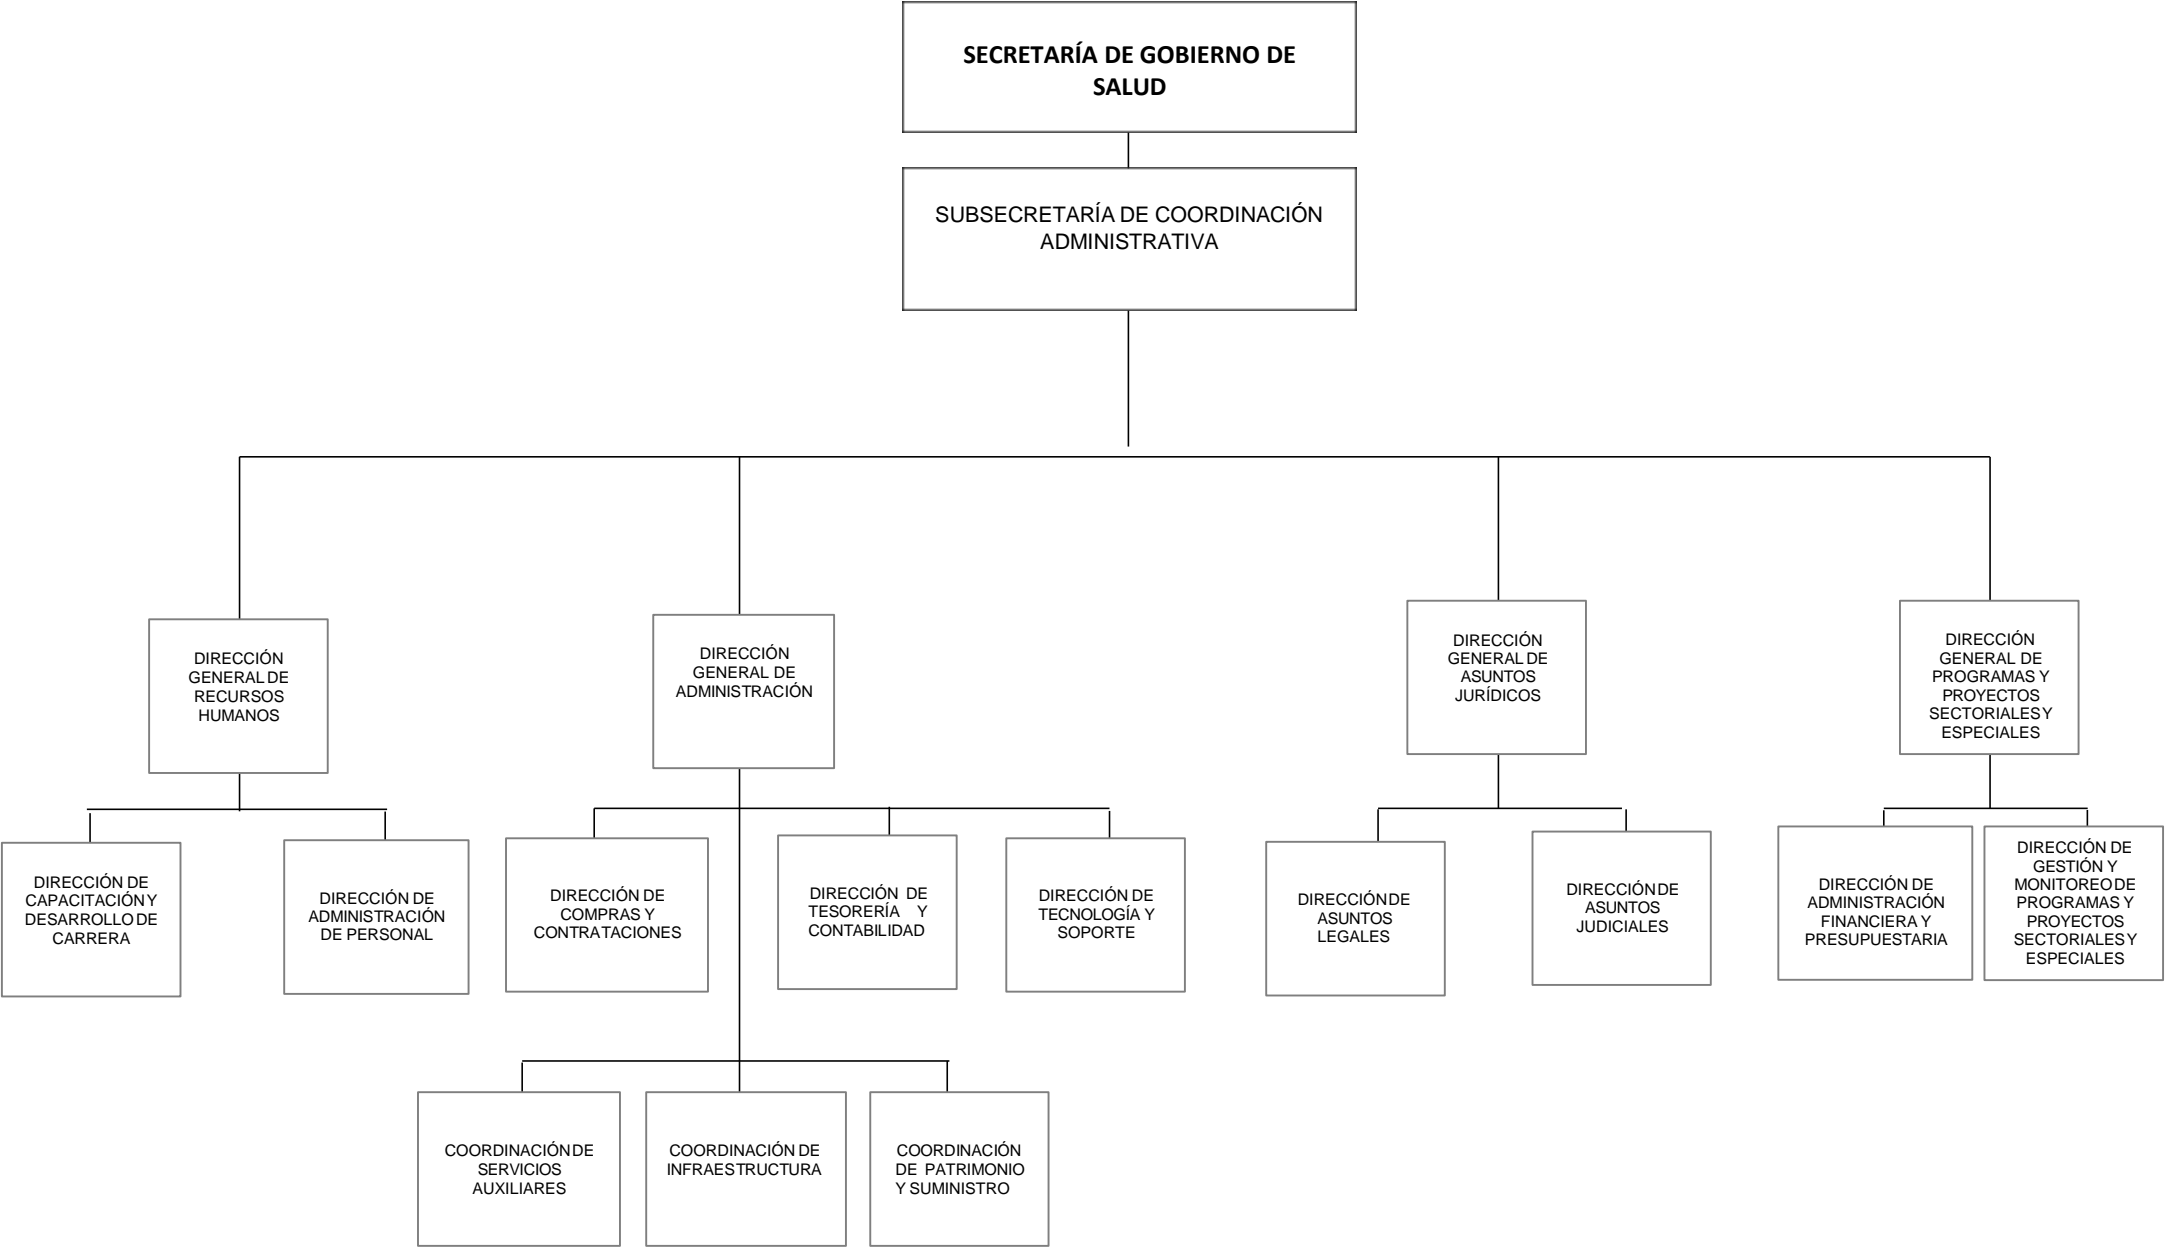 SECRETARÍA DE GOBIERNO DE
SALUD
SUBSECRETARÍA DE COORDINACIÓN
ADMINISTRATIVA
DIRECCIÓN
GENERAL DE
RECURSOS
HUMANOS
DIRECCIÓN
GENERAL DE
ADMINISTRACIÓN
DIRECCIÓN
GENERAL DE
ASUNTOS
JURÍDICOS
DIRECCIÓN
GENERAL DE
PROGRAMAS Y
PROYECTOS
SECTORIALES Y
ESPECIALES
DIRECCIÓN DE
CAPACITACIÓN Y
DESARROLLO DE
CARRERA
DIRECCIÓN DE
ADMINISTRACIÓN
DE PERSONAL
DIRECCIÓN DE
COMPRAS Y
CONTRATACIONES
DIRECCIÓN DE
TESORERÍA Y
CONTABILIDAD
DIRECCIÓN DE
TECNOLOGÍA Y
SOPORTE
DIRECCIÓN DE
ASUNTOS
LEGALES
DIRECCIÓN DE
ASUNTOS
JUDICIALES
DIRECCIÓN DE
ADMINISTRACIÓN
FINANCIERA Y
PRESUPUESTARIA
DIRECCIÓN DE
GESTIÓN Y
MONITOREO DE
PROGRAMAS Y
PROYECTOS
SECTORIALES Y
ESPECIALES
COORDINACIÓN DE
SERVICIOS
AUXILIARES
COORDINACIÓN DE
INFRAESTRUCTURA
COORDINACIÓN
DE PATRIMONIO
Y SUMINISTRO